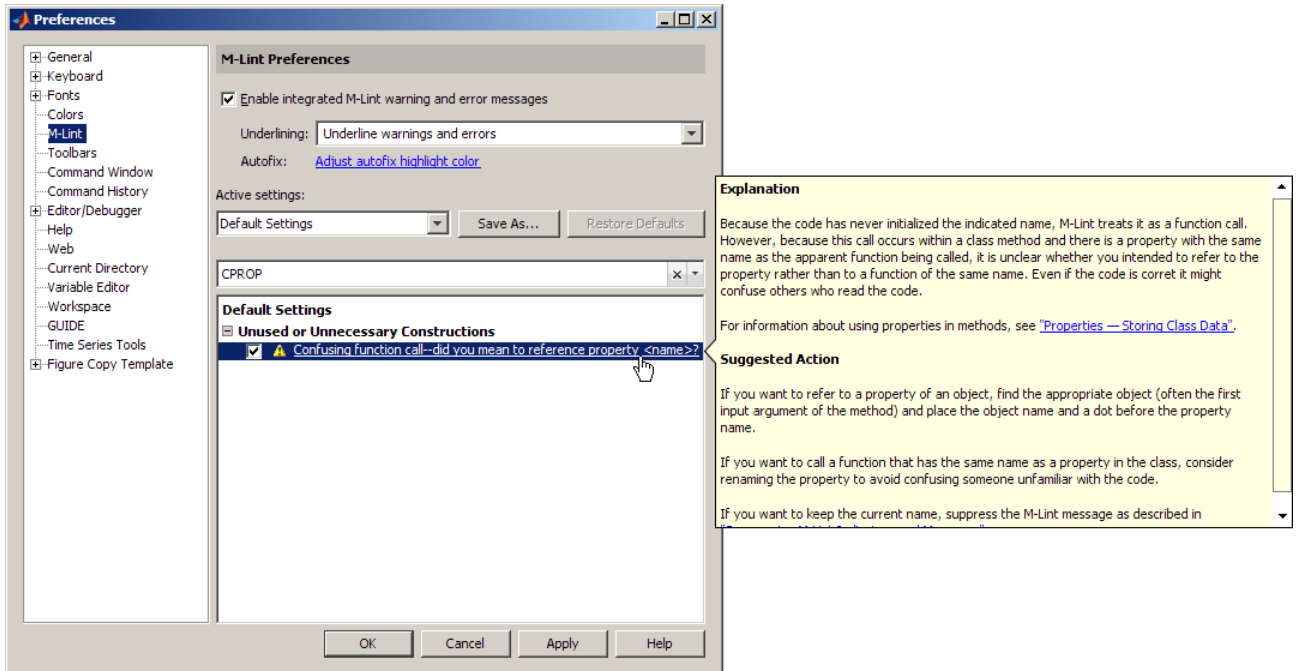 Preferences
General
Keyboard
Fonts
Colors
M-Lint
Toolbars
Command Window
Command History
Editor/Debugger
Help
Web
Current Directory
Variable Editor
Workspace
GUIDE
Time Series Tools
Figure Copy Template
M-Lint Preferences
Enable integrated M-Lint warning and error messages
Underlining: Underline warnings and errors
Autofix: Adjust autofix highlight color
Active settings:
Default Settings Save As... Restore Defaults
CPROP
Default Settings
Unused or Unnecessary Constructions
Confusing function call--did you mean to reference property <name>?
OK Cancel Apply Help
Explanation
Because the code has never initialized the indicated name, M-Lint treats it as a function call.
However, because this call occurs within a class method and there is a property with the same
name as the apparent function being called, it is unclear whether you intended to refer to the
property rather than to a function of the same name. Even if the code is corret it might
confuse others who read the code.
For information about using properties in methods, see "Properties — Storing Class Data".
Suggested Action
If you want to refer to a property of an object, find the appropriate object (often the first
input argument of the method) and place the object name and a dot before the property
name.
If you want to call a function that has the same name as a property in the class, consider
renaming the property to avoid confusing someone unfamiliar with the code.
If you want to keep the current name, suppress the M-Lint message as described in